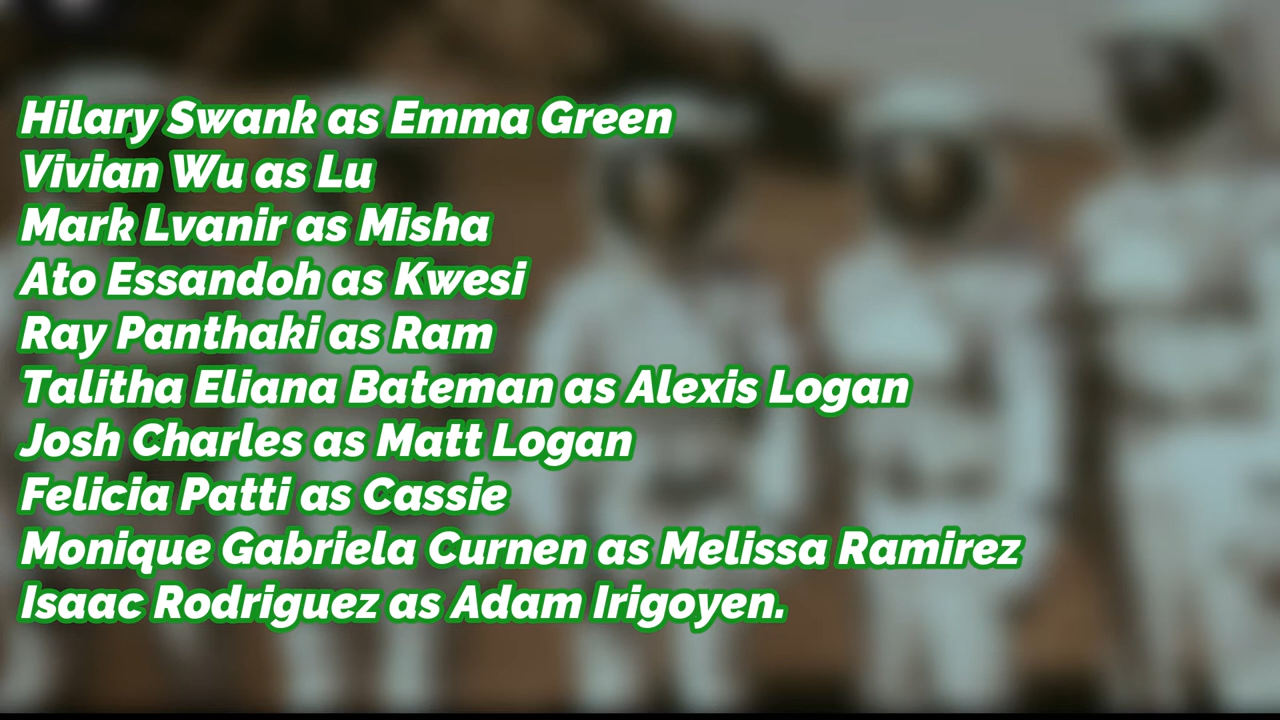 Hilary Swank as Emma Green
Vivian Wu as Lu
Mark Lvanir as Misha
Ato Essandoh as Kwesi
Ray Panthaki as Ram
Talitha Eliana Bateman as Alexis Logan
Josh Charles as Matt Logan
Felicia Patti as Cassie
Monique Gabriela Curnen as Melissa Ramirez
Isaac Rodriguez as Adam Irigoyen.